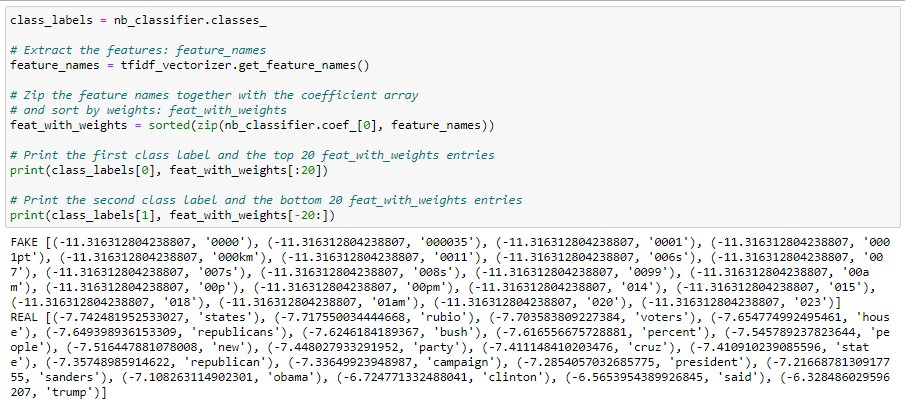 class_labels = nb_classifier.classes_
# Extract the features: feature_names
feature_names = tfidf_vectorizer.get_feature_names()
# Zip the feature names together with the coefficient array
# and sort by weights: feat_with_weights
feat_with_weights = sorted(zip(nb_classifier.coef_[0], feature_names))
# Print the first class label and the top 20 feat_with_weights entries
print(class_labels[0], feat_with_weights[:20])
# Print the second class label and the bottom 20 feat_with_weights entries
print(class_labels[1], feat_with_weights[-20:])
FAKE [(-11.316312804238807, '0000'), (-11.316312804238807, '000035'), (-11.316312804238807, '0001'), (-11.316312804238807, '000
1pt'), (-11.316312804238807, '000km'), (-11.316312804238807, '0011'), (-11.316312804238807, '006s'), (-11.316312804238807, '00
7'), (-11.316312804238807, '007s'), (-11.316312804238807, '008s'), (-11.316312804238807, '0099'), (-11.316312804238807, '00a
m'), (-11.316312804238807, '00p'), (-11.316312804238807, '00pm'), (-11.316312804238807, '014'), (-11.316312804238807, '015'),
(-11.316312804238807, '018'), (-11.316312804238807, '01am'), (-11.316312804238807, '020'), (-11.316312804238807, '023')]
REAL [(-7.742481952533027, 'states'), (-7.717550034444668, 'rubio'), (-7.703583809227384, 'voters'), (-7.654774992495461, 'hous
e'), (-7.649398936153309, 'republicans'), (-7.6246184189367, 'bush'), (-7.616556675728881, 'percent'), (-7.545789237823644, 'pe
ople'), (-7.516447881078008, 'new'), (-7.448027933291952, 'party'), (-7.411148410203476, 'cruz'), (-7.410910239085596, 'stat
e'), (-7.35748985914622, 'republican'), (-7.33649923948987, 'campaign'), (-7.2854057032685775, 'president'), (-7.21668781309177
55, 'sanders'), (-7.108263114902301, 'obama'), (-6.724771332488041, 'clinton'), (-6.5653954389926845, 'said'), (-6.328486029596
207, 'trump')]